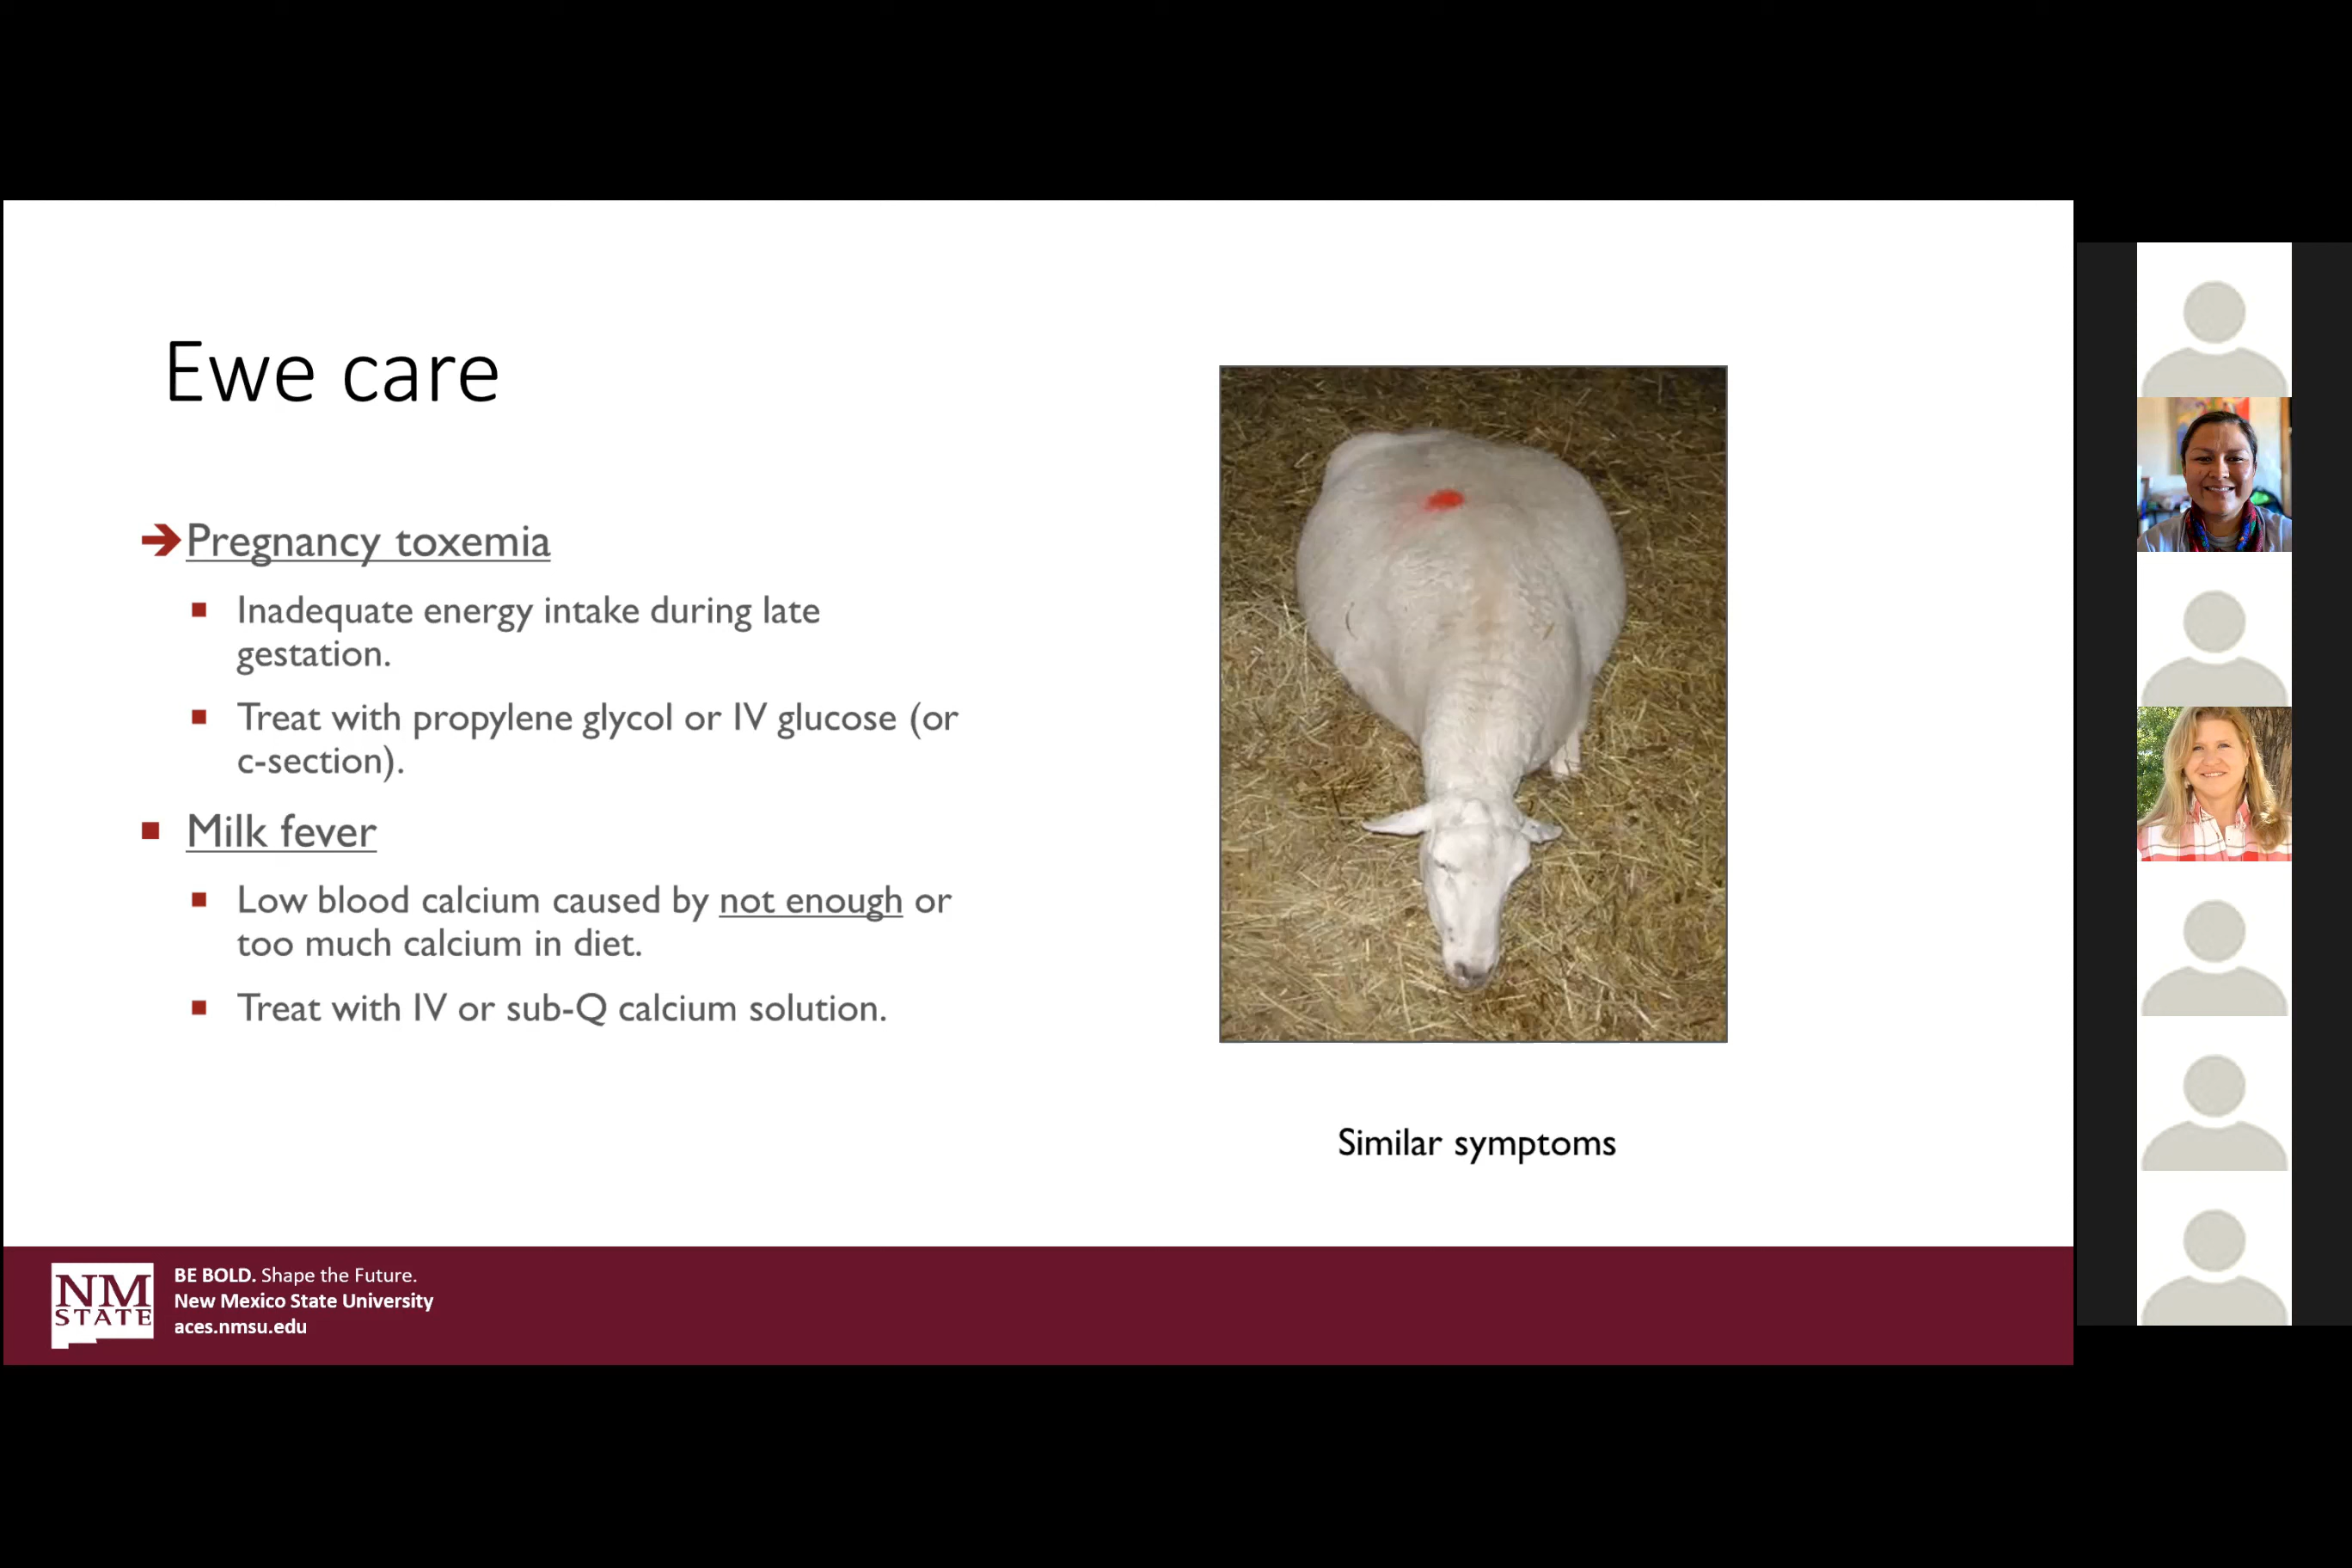 Ewe care
Pregnancy toxemia
Inadequate energy intake during late
gestation.
Treat with propylene glycol or IV glucose (or
c-section).
Milk fever
Low blood calcium caused by not enough or
too much calcium in diet.
Treat with IV or sub-Q calcium solution.
Similar symptoms
NM
STATE
BE BOLD. Shape the Future.
New Mexico State University
aces.nmsu.edu